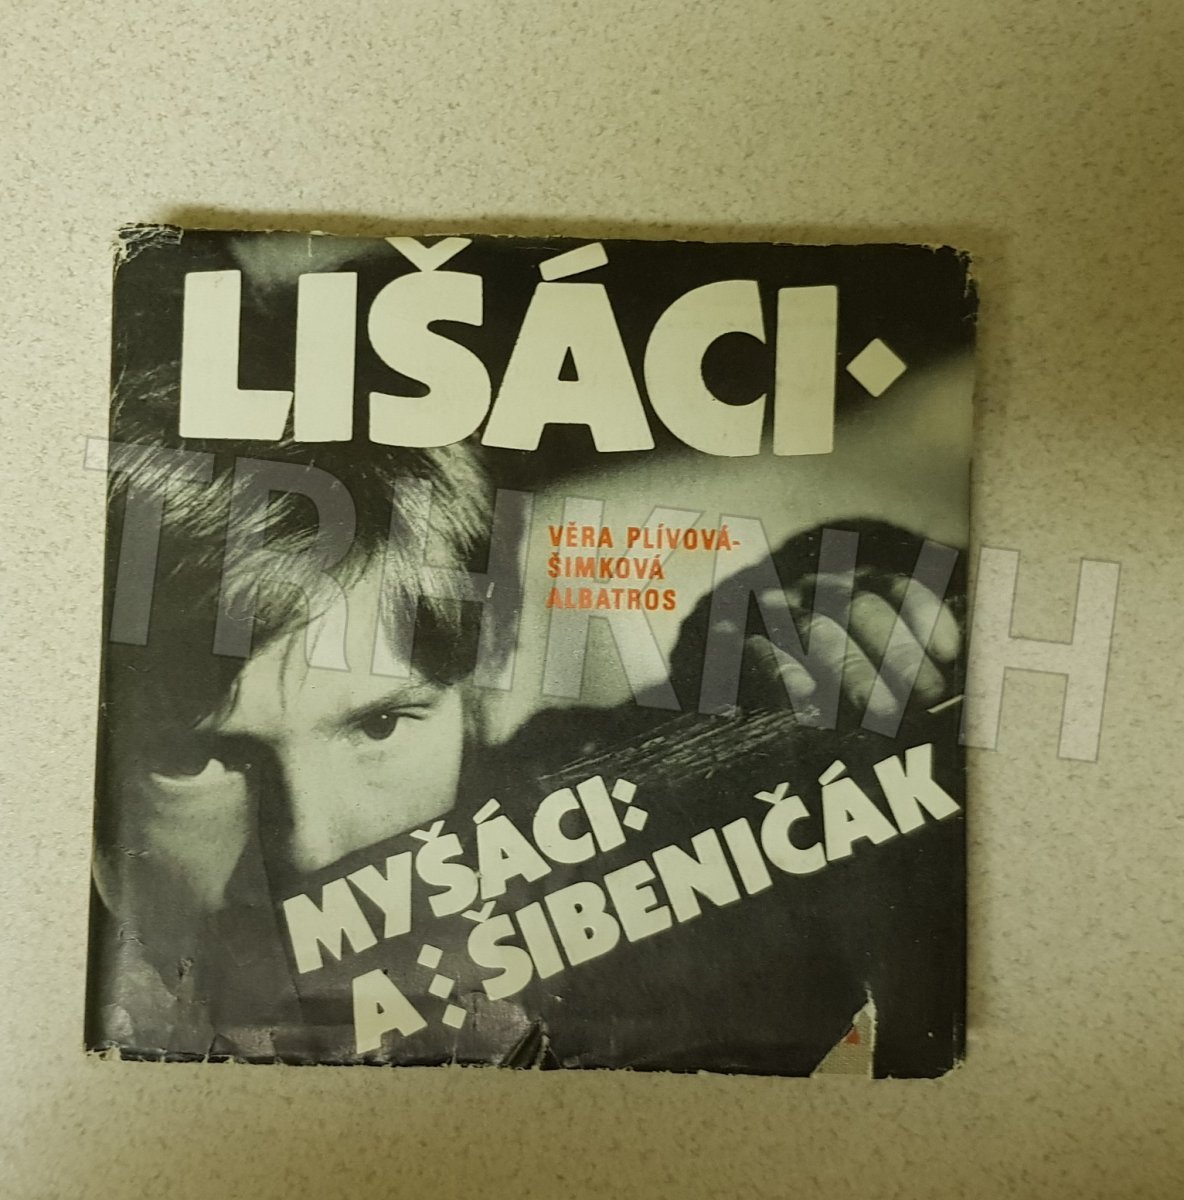 LIŠÁCI
VĚRA PLÍVOVÁ-
ŠIMKOVÁ
ALBATROS
MYŠÁCI
A ŠIBENIČÁK
TRHKNIH